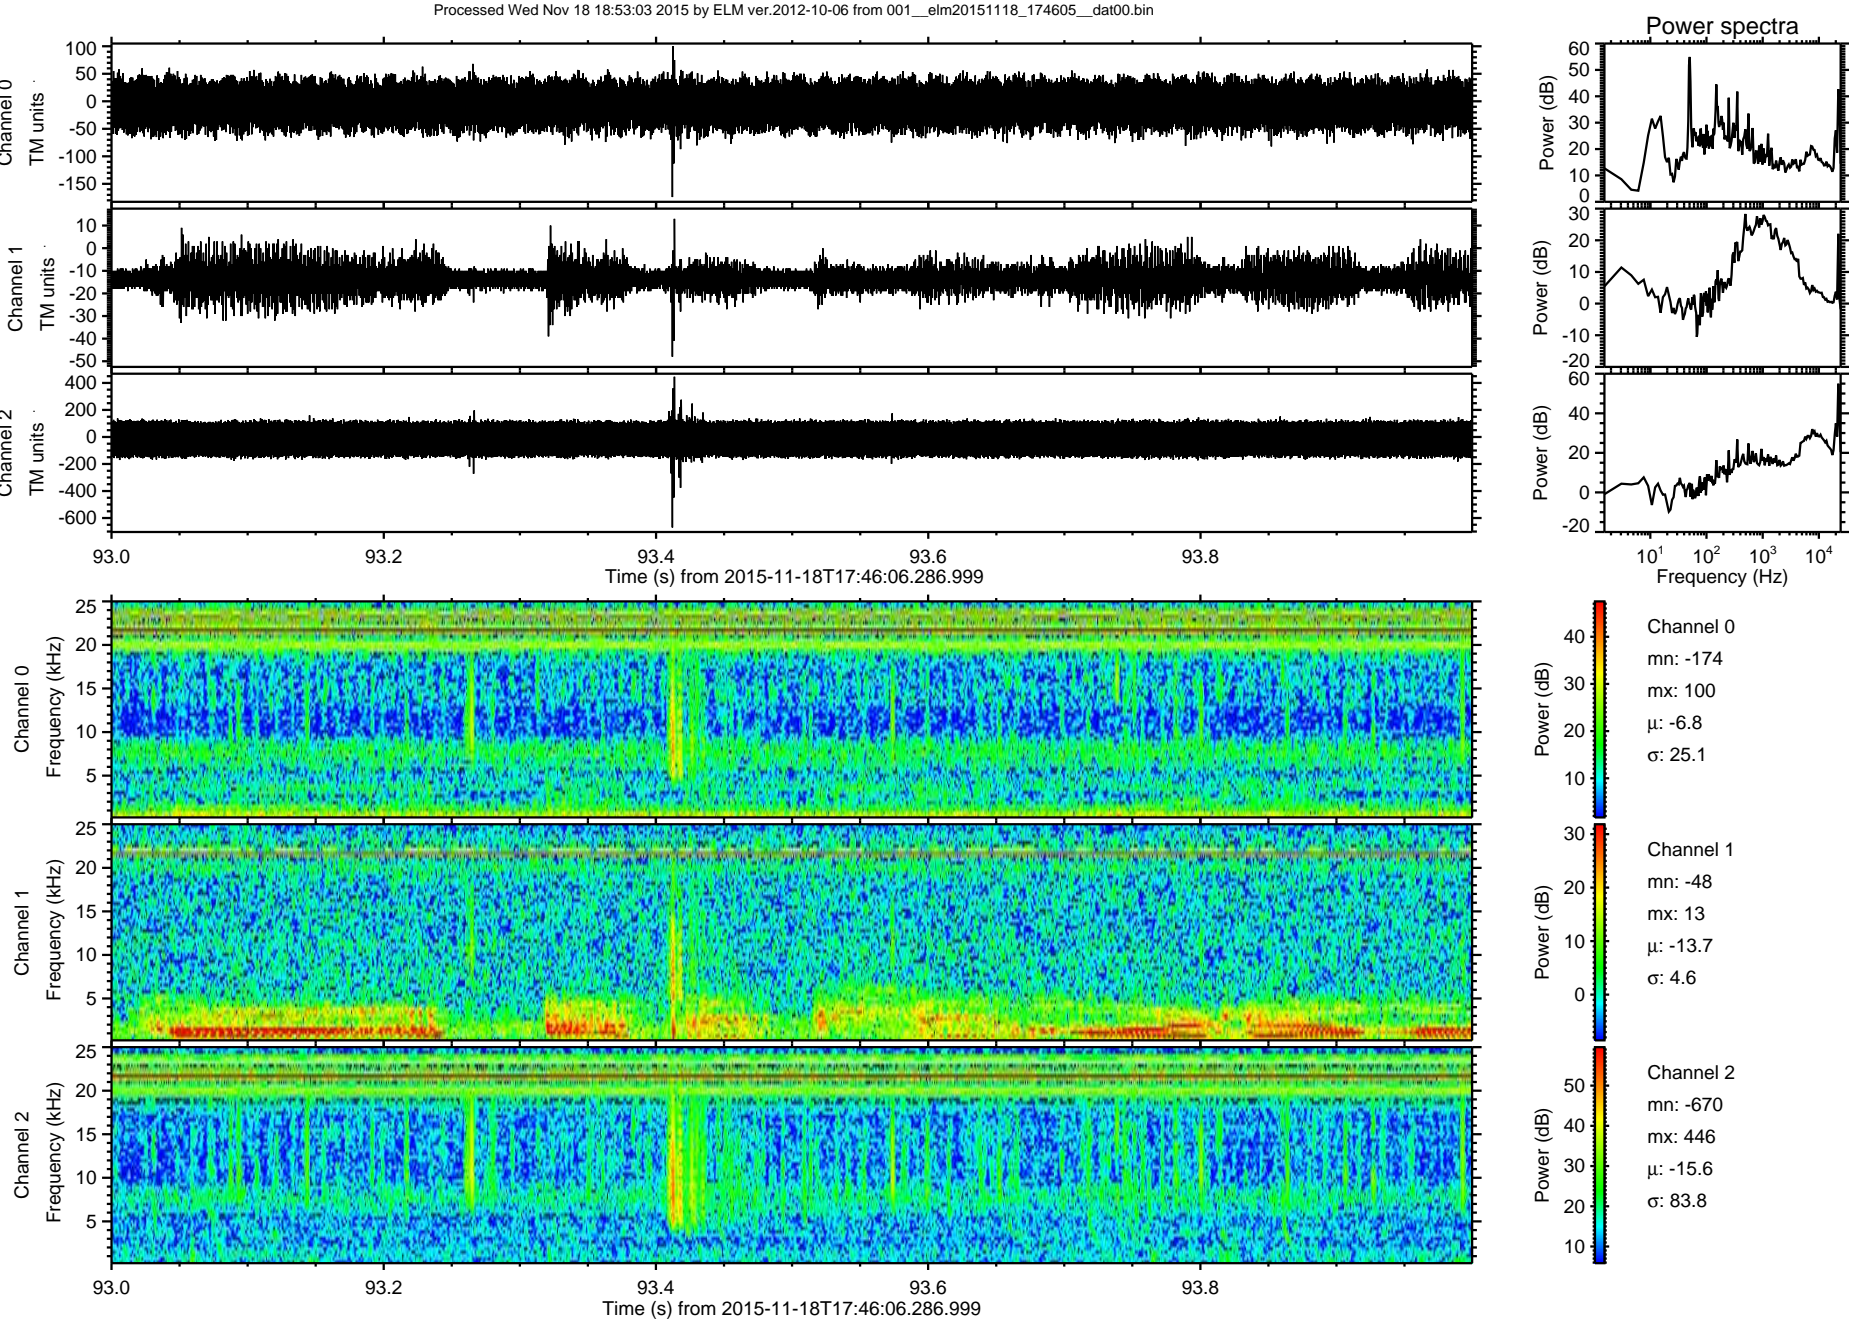 Processed Wed Nov 18 18:53:03 2015 by ELM ver.2012-10-06 from 001__elm20151118_174605__dat00.bin
Power spectra
Channel 0
TM units
100
50
0
-50
-100
-150
Power (dB)
60
50
40
30
20
10
0
Channel 1
TM units
10
0
-10
-20
-30
-40
-50
Power (dB)
30
20
10
0
-10
-20
Channel 2
TM units
400
200
0
-200
-400
-600
Power (dB)
60
40
20
0
-20
93.0 93.2 93.4 93.6 93.8
Time (s) from 2015-11-18T17:46:06.286.999
10^1 10^2 10^3 10^4
Frequency (Hz)
Channel 0
Frequency (kHz)
25
20
15
10
5
Power (dB)
40
30
20
10
Channel 0
mn: -174
mx: 100
μ: -6.8
σ: 25.1
Channel 1
Frequency (kHz)
25
20
15
10
5
Power (dB)
30
20
10
0
Channel 1
mn: -48
mx: 13
μ: -13.7
σ: 4.6
Channel 2
Frequency (kHz)
25
20
15
10
5
Power (dB)
50
40
30
20
10
Channel 2
mn: -670
mx: 446
μ: -15.6
σ: 83.8
93.0 93.2 93.4 93.6 93.8
Time (s) from 2015-11-18T17:46:06.286.999